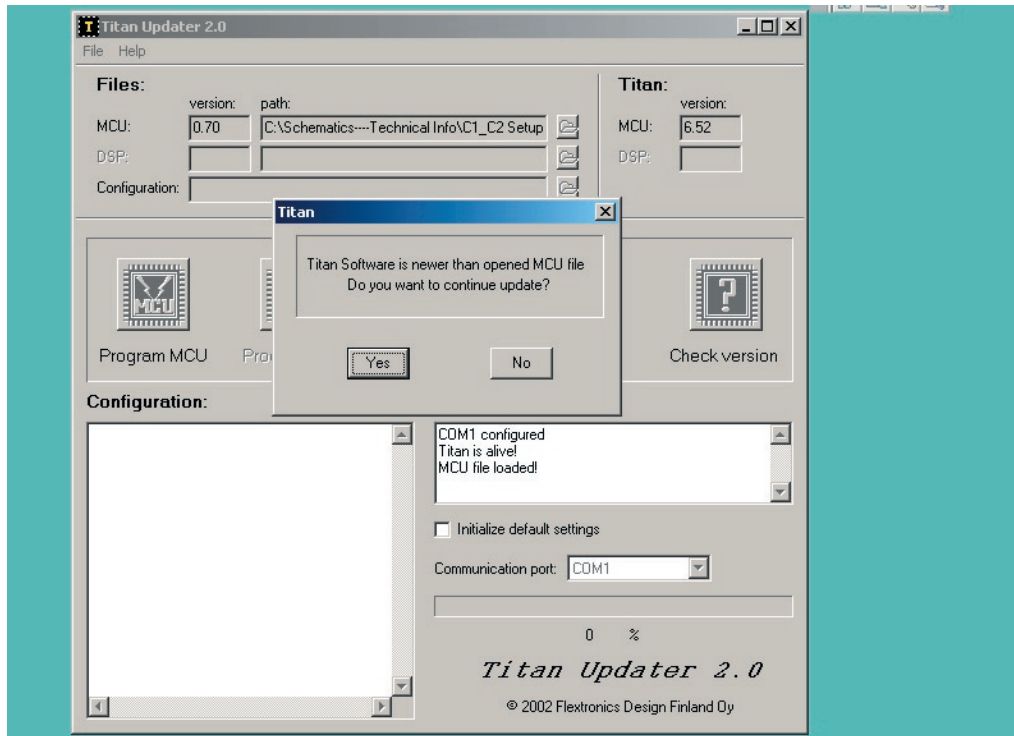 Titan Updater 2.0
File Help
Files:
version: path:
MCU: 0.70 C:\Schematics----Technical Info\C1_C2 Setup
DSP:
Configuration:
Titan:
version:
MCU: 6.52
DSP:
Titan
Titan Software is newer than opened MCU file
Do you want to continue update?
Yes No
MCU
Program MCU
Pro
?
Check version
Configuration:
COM1 configured
Titan is alive!
MCU file loaded!
Initialize default settings
Communication port: COM1
0 %
Titan Updater 2.0
© 2002 Flextronics Design Finland Oy